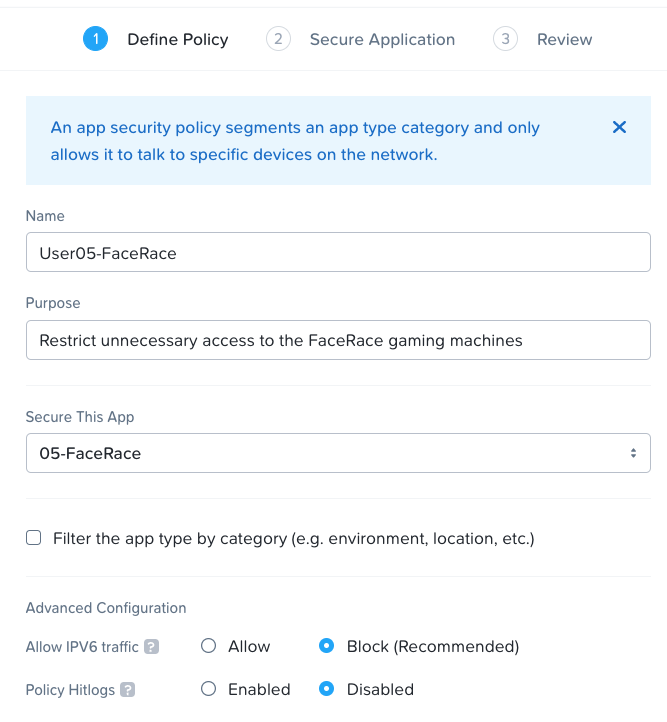 1 Define Policy 2 Secure Application 3 Review
An app security policy segments an app type category and only
allows it to talk to specific devices on the network.
Name
User05-FaceRace
Purpose
Restrict unnecessary access to the FaceRace gaming machines
Secure This App
05-FaceRace
Filter the app type by category (e.g. environment, location, etc.)
Advanced Configuration
Allow IPV6 traffic ? Allow Block (Recommended)
Policy Hitlogs ? Enabled Disabled